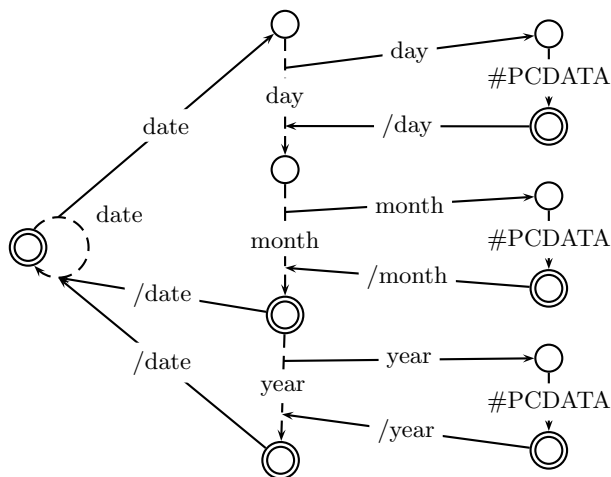 day
#PCDATA
day
/day
date
date
month
#PCDATA
month
/month
/date
/date
year
#PCDATA
year
/year